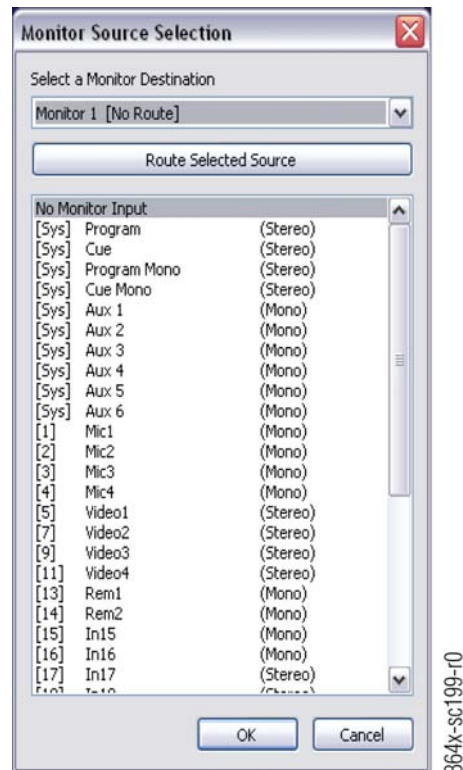 Monitor Source Selection
Select a Monitor Destination
Monitor 1 [No Route]
Route Selected Source
No Monitor Input
[Sys] Program (Stereo)
[Sys] Cue (Stereo)
[Sys] Program Mono (Stereo)
[Sys] Cue Mono (Stereo)
[Sys] Aux 1 (Mono)
[Sys] Aux 2 (Mono)
[Sys] Aux 3 (Mono)
[Sys] Aux 4 (Mono)
[Sys] Aux 5 (Mono)
[Sys] Aux 6 (Mono)
[1] Mic1 (Mono)
[2] Mic2 (Mono)
[3] Mic3 (Mono)
[4] Mic4 (Mono)
[5] Video1 (Stereo)
[7] Video2 (Stereo)
[9] Video3 (Stereo)
[11] Video4 (Stereo)
[13] Rem1 (Mono)
[14] Rem2 (Mono)
[15] In15 (Mono)
[16] In16 (Mono)
[17] In17 (Stereo)
OK Cancel
864x-sc199-r0